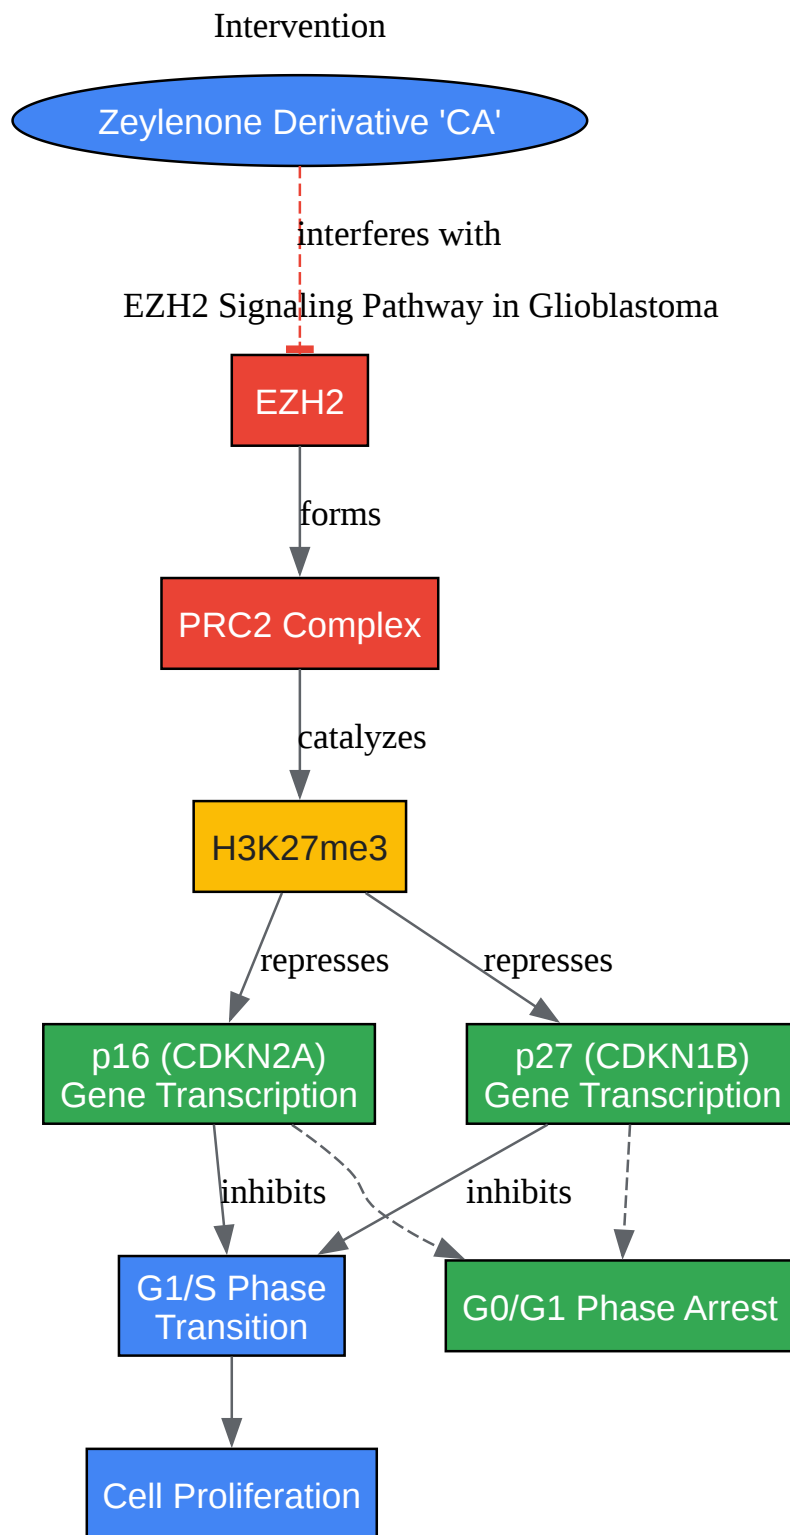 Intervention
Zeylenone Derivative 'CA'
interferes with
EZH2 Signaling Pathway in Glioblastoma
EZH2
forms
PRC2 Complex
catalyzes
H3K27me3
represses
represses
p16 (CDKN2A)
Gene Transcription
p27 (CDKN1B)
Gene Transcription
inhibits
inhibits
G1/S Phase
Transition
G0/G1 Phase Arrest
Cell Proliferation